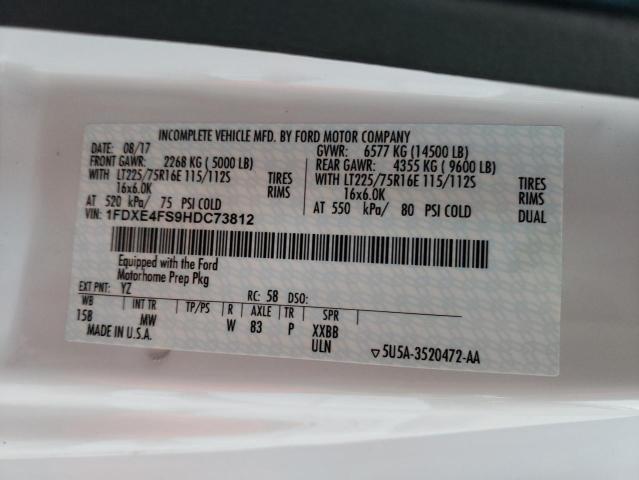 INCOMPLETE VEHICLE MFD. BY FORD MOTOR COMPANY
DATE: 08/17 GVWR: 6577 KG (14500 LB)
FRONT GAWR: 2268 KG ( 5000 LB) REAR GAWR: 4355 KG ( 9600 LB)
WITH LT225/75R16E 115/112S TIRES WITH LT225/75R16E 115/112S TIRES
16x6.0K RIMS 16x6.0K RIMS
AT 520 kPa/ 75 PSI COLD AT 550 kPa/ 80 PSI COLD DUAL
VIN: 1FDXE4FS9HDC73812
Equipped with the Ford
Motorhome Prep Pkg
EXT PNT: YZ RC: 58 DSO:
WB INT TR TP/PS R AXLE TR SPR
158 MW W 83 P XXBB
MADE IN U.S.A. ULN ▽5U5A-3520472-AA